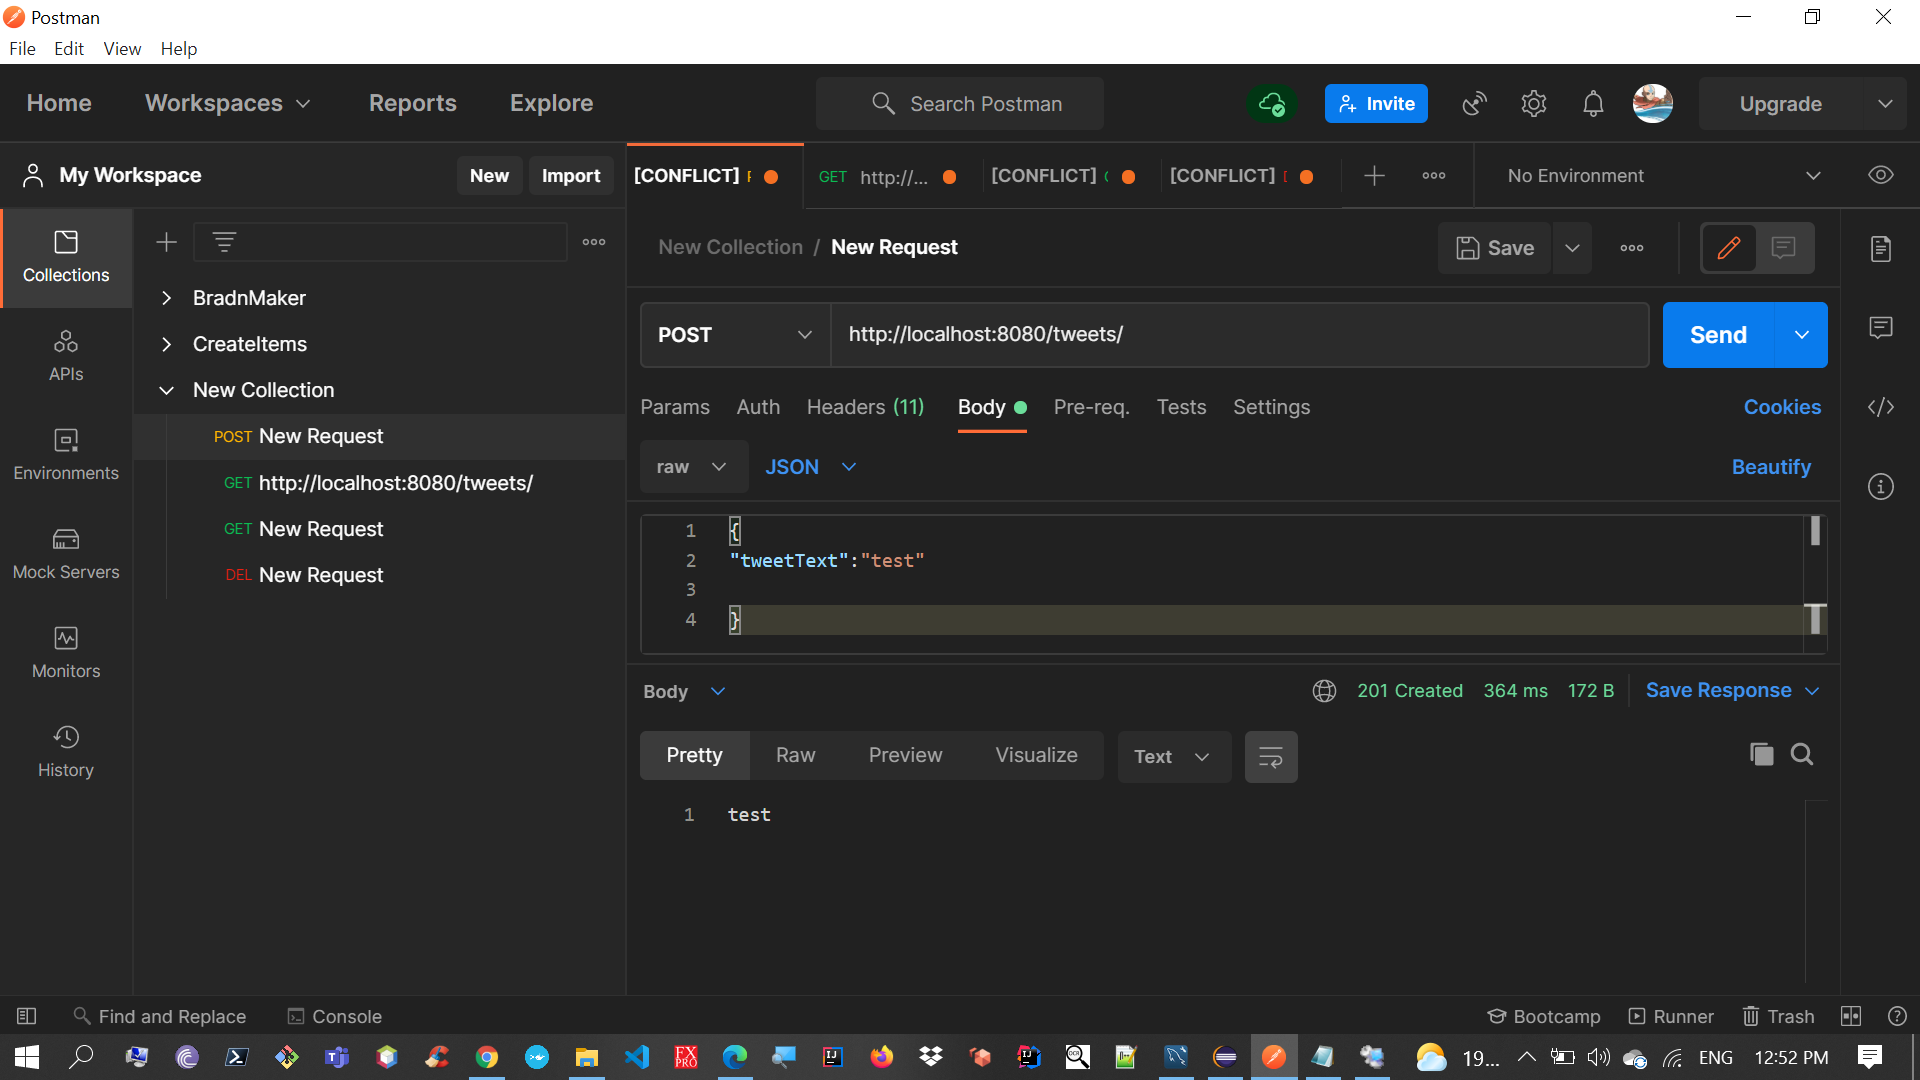 Postman
File Edit View Help
Home Workspaces Reports Explore Search Postman Invite Upgrade
My Workspace New Import [CONFLICT] GET http://... [CONFLICT] [CONFLICT] No Environment
New Collection / New Request Save
Collections
BradnMaker
CreateItems
New Collection
POST New Request
GET http://localhost:8080/tweets/
GET New Request
DEL New Request
APIs
Environments
Mock Servers
Monitors
History
POST http://localhost:8080/tweets/ Send
Params Auth Headers (11) Body Pre-req. Tests Settings Cookies
raw JSON Beautify
1 {
2 "tweetText":"test"
3
4 }
Body 201 Created 364 ms 172 B Save Response
Pretty Raw Preview Visualize Text
1 test
Find and Replace Console Bootcamp Runner Trash
19... ENG 12:52 PM